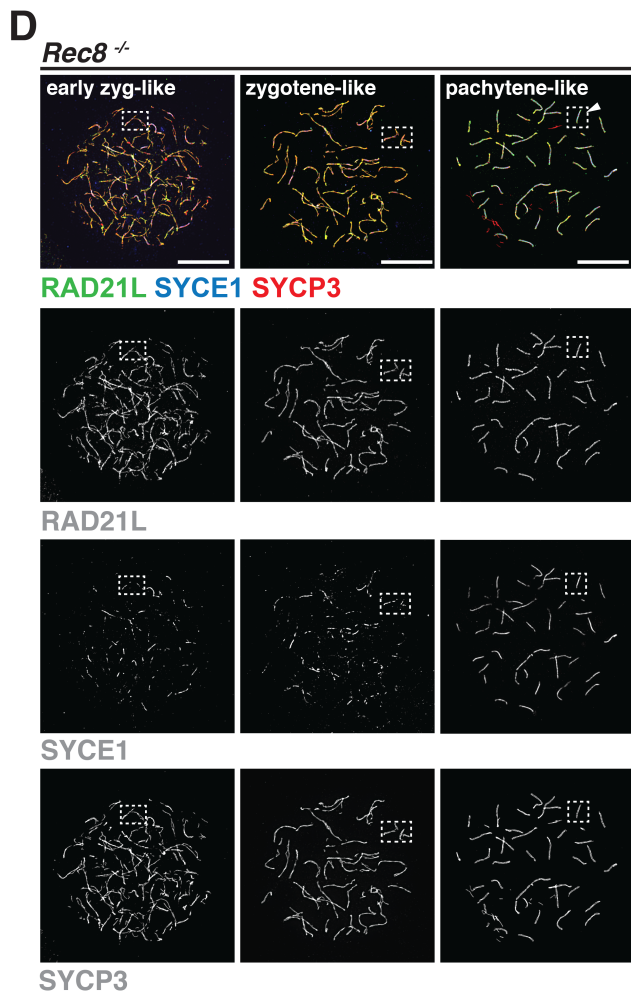 D
Rec8 -/-
early zyg-like zygotene-like pachytene-like
RAD21L SYCE1 SYCP3
RAD21L
SYCE1
SYCP3